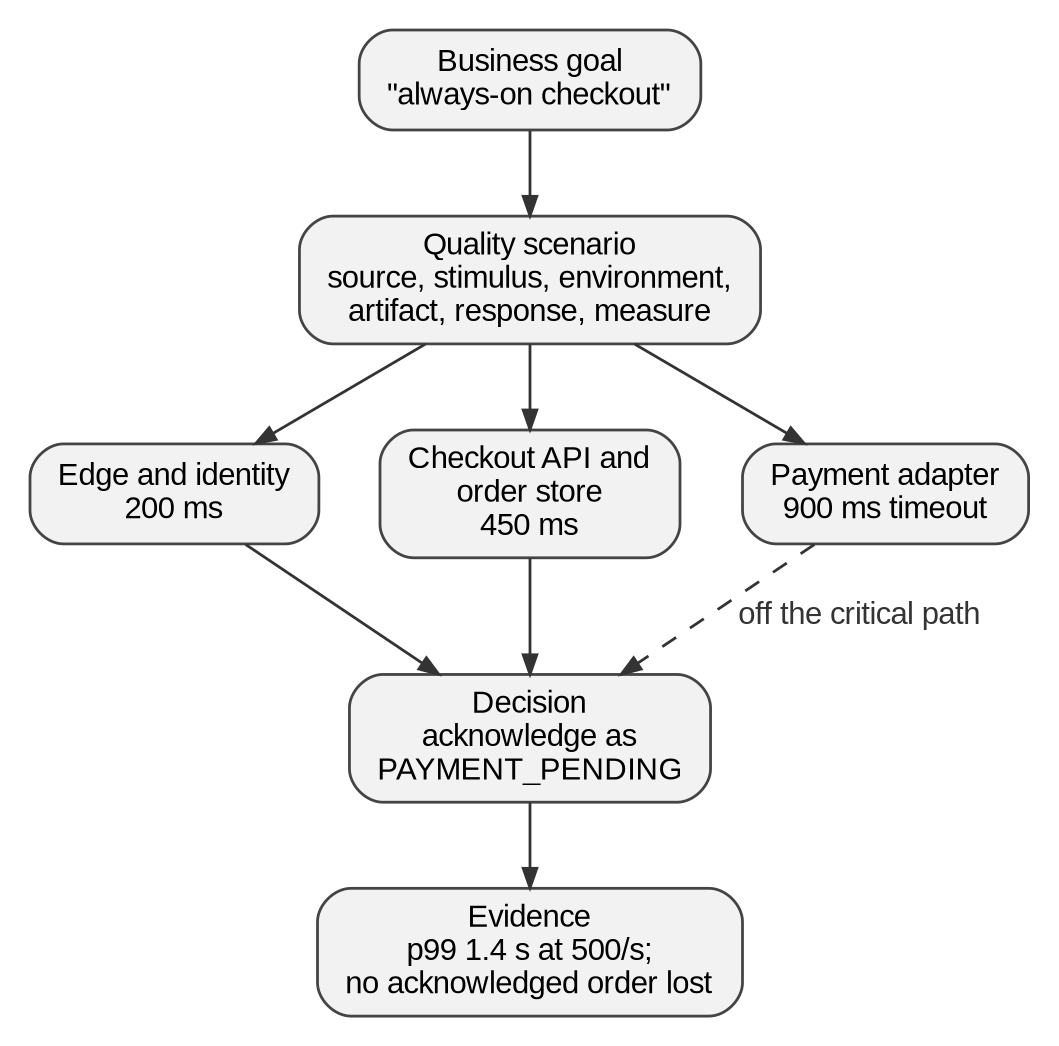 Business goal
"always-on checkout"
Quality scenario
source, stimulus, environment,
artifact, response, measure
Edge and identity
200 ms
Checkout API and
order store
450 ms
Payment adapter
900 ms timeout
off the critical path
Decision
acknowledge as
PAYMENT_PENDING
Evidence
p99 1.4 s at 500/s;
no acknowledged order lost